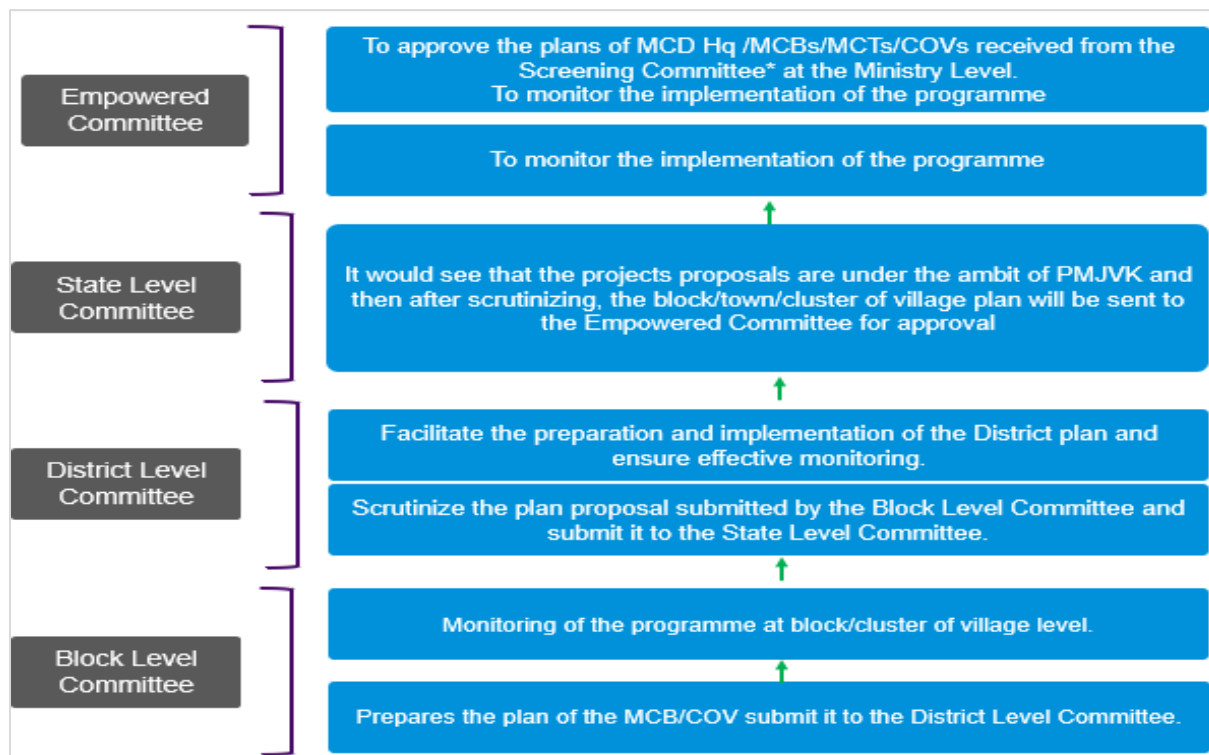 To approve the plans of MCD Hq /MCBs/MCTs/COVs received from the
Screening Committee* at the Ministry Level.
To monitor the implementation of the programme
Empowered
Committee
To monitor the implementation of the programme
State Level
Committee
It would see that the projects proposals are under the ambit of PMJVK and
then after scrutinizing, the block/town/cluster of village plan will be sent to
the Empowered Committee for approval
District Level
Committee
Facilitate the preparation and implementation of the District plan and
ensure effective monitoring.
Scrutinize the plan proposal submitted by the Block Level Committee and
submit it to the State Level Committee.
Block Level
Committee
Monitoring of the programme at block/cluster of village level.
Prepares the plan of the MCB/COV submit it to the District Level Committee.